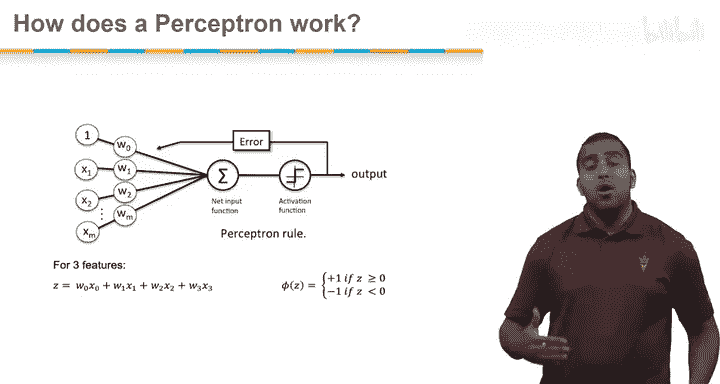 How does a Perceptron work?
bilibili
1
w₀
Error
x₁
w₁
Σ
output
x₂
w₂
⋮
wₘ
xₘ
Net input
function
Activation
function
Perceptron rule.
For 3 features:
z = w₀x₀ + w₁x₁ + w₂x₂ + w₃x₃
ϕ(z) = {+1 if z ≥ 0
−1 if z < 0